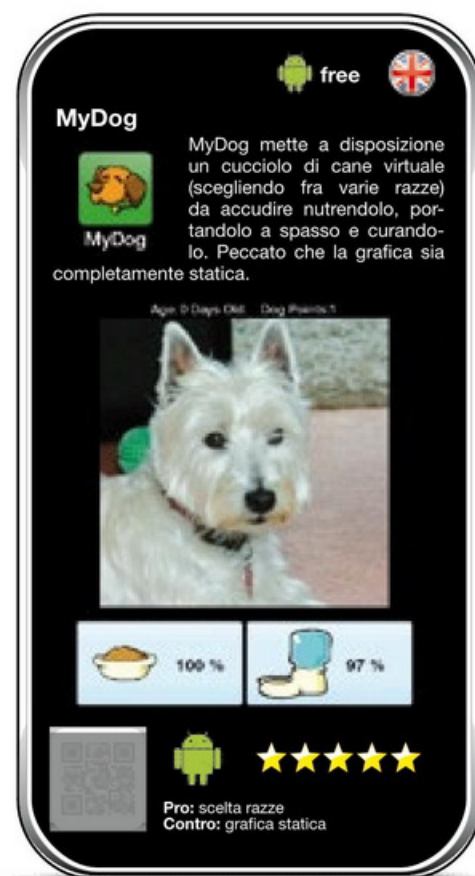 free
MyDog
MyDog mette a disposizione
un cucciolo di cane virtuale
(scegliendo fra varie razze)
da accudire nutrendolo, por-
tandolo a spasso e curando-
lo. Peccato che la grafica sia
completamente statica.
MyDog
Age: 0 Days Old Dog Points:1
100 %
97 %
Pro: scelta razze
Contro: grafica statica